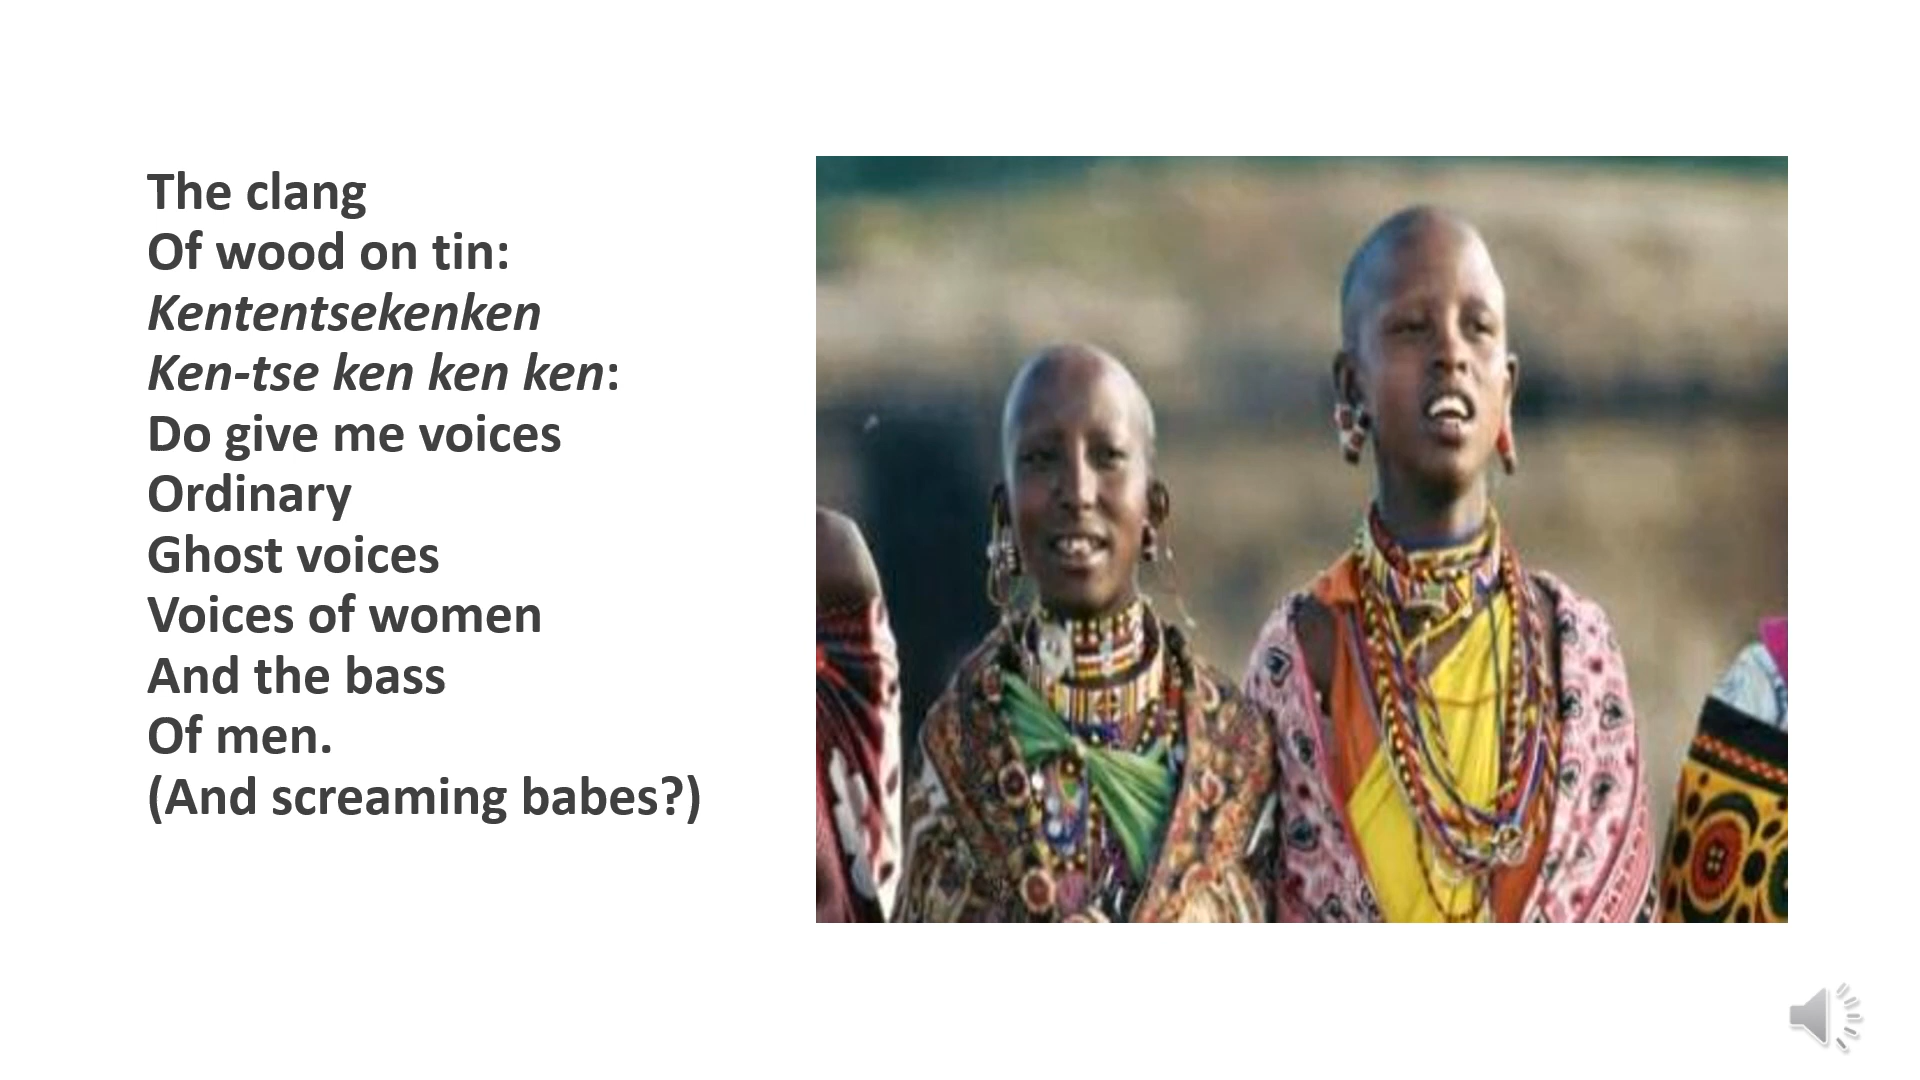 The clang
Of wood on tin:
Kententsekenken
Ken-tse ken ken ken:
Do give me voices
Ordinary
Ghost voices
Voices of women
And the bass
Of men.
(And screaming babes?)